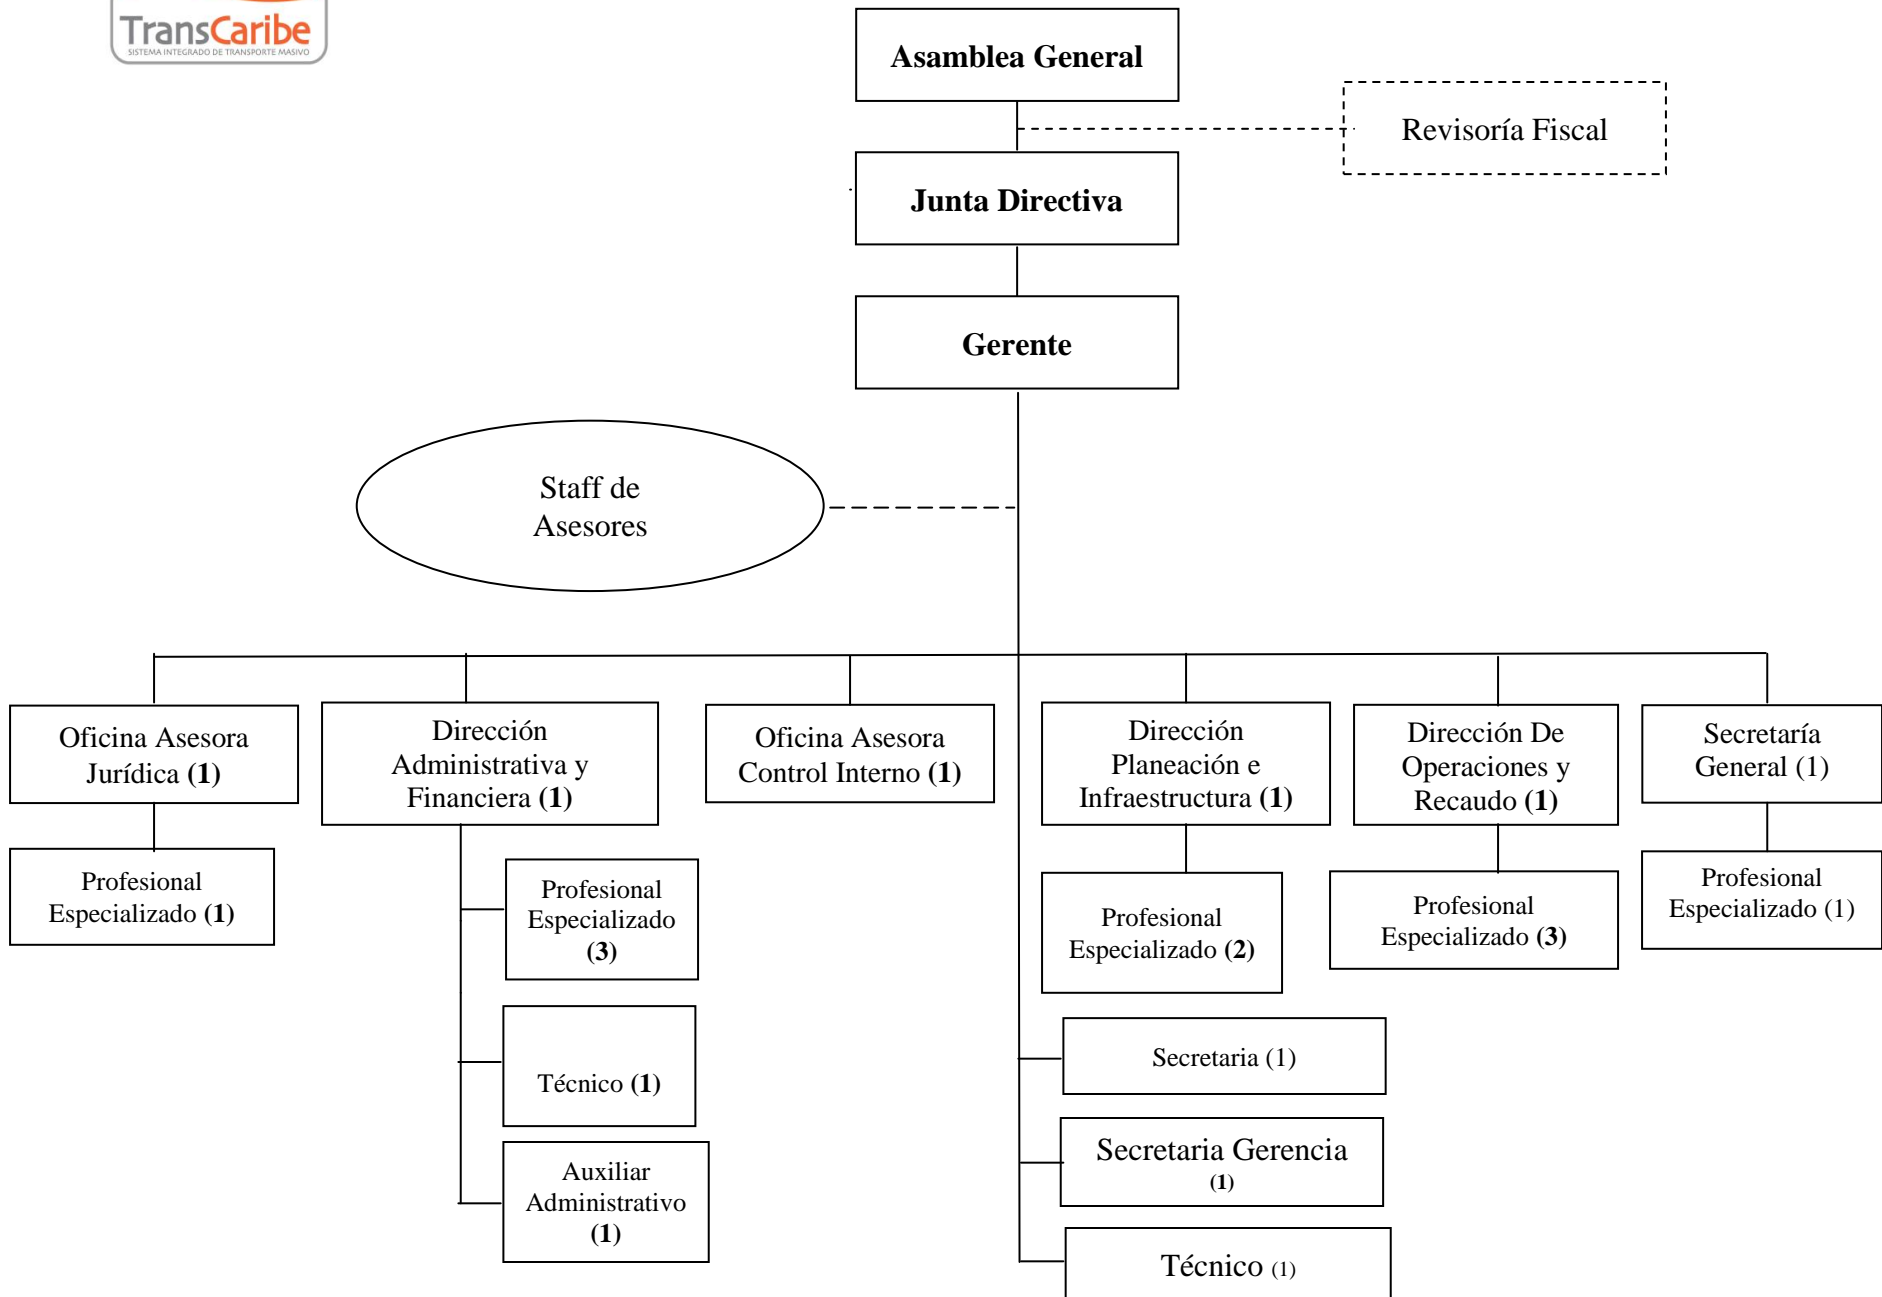 TransCaribe
SISTEMA INTEGRADO DE TRANSPORTE MASIVO
Asamblea General
Revisoría Fiscal
Junta Directiva
Gerente
Staff de
Asesores
Oficina Asesora
Jurídica (1)
Dirección
Administrativa y
Financiera (1)
Oficina Asesora
Control Interno (1)
Dirección
Planeación e
Infraestructura (1)
Dirección De
Operaciones y
Recaudo (1)
Secretaría
General (1)
Profesional
Especializado (1)
Profesional
Especializado
(3)
Técnico (1)
Auxiliar
Administrativo
(1)
Profesional
Especializado (2)
Profesional
Especializado (3)
Profesional
Especializado (1)
Secretaria (1)
Secretaria Gerencia
(1)
Técnico (1)